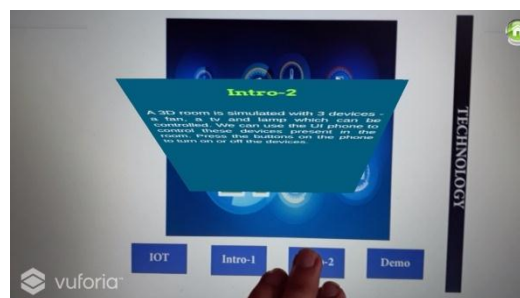 Intro-2
A 3D room is simulated with 3 devices -
a fan, a tv and lamp which can be
controlled. We can use the UI phone to
control these devices present in the
room. Press the buttons on the phone
to turn on or off the devices.
TECHNOLOGY
IOT
Intro-1
-2
Demo
vuforia